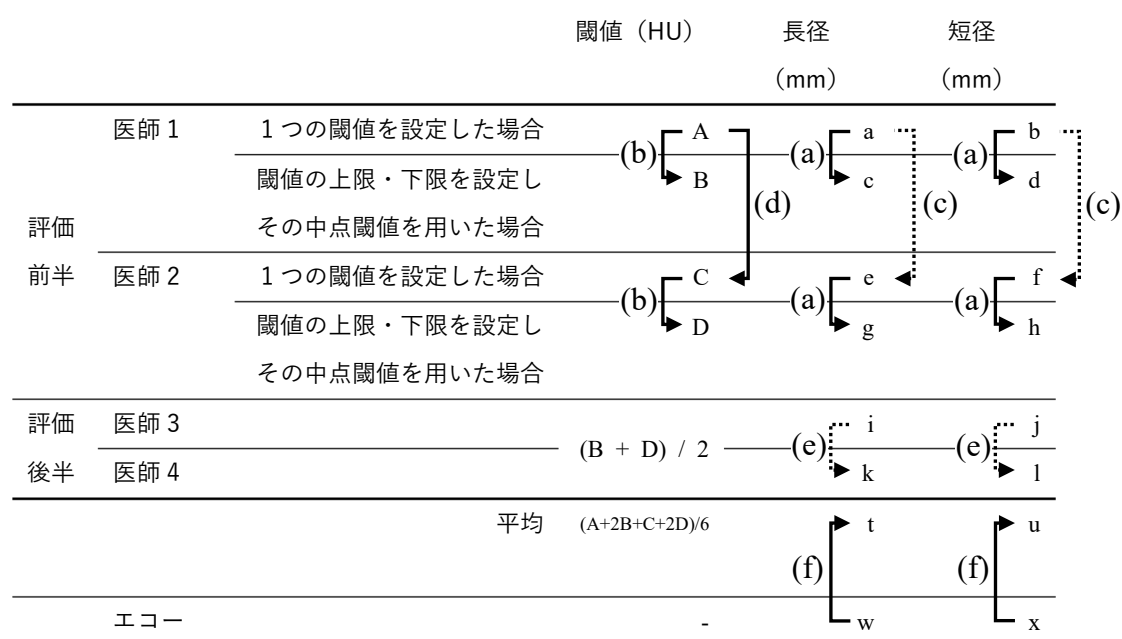 閾値（HU） 長径 短径
（mm） （mm）
医師１ １つの閾値を設定した場合 (b) A (a) a (a) b
閾値の上限・下限を設定し B c d
(d) (c) (c)
評価 その中点閾値を用いた場合
前半 医師２ １つの閾値を設定した場合 (b) C (a) e (a) f
閾値の上限・下限を設定し D g h
その中点閾値を用いた場合
評価 医師３ i j
(B + D) / 2 (e) (e)
後半 医師４ k l
平均 (A+2B+C+2D)/6 t u
(f) (f)
エコー - w x